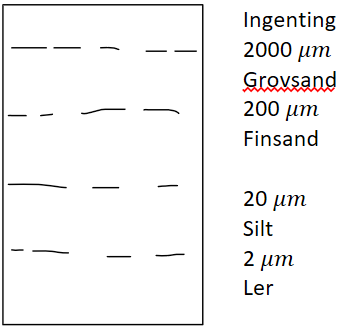 Ingenting
2000 μm
Grovsand
200 μm
Finsand
20 μm
Silt
2 μm
Ler